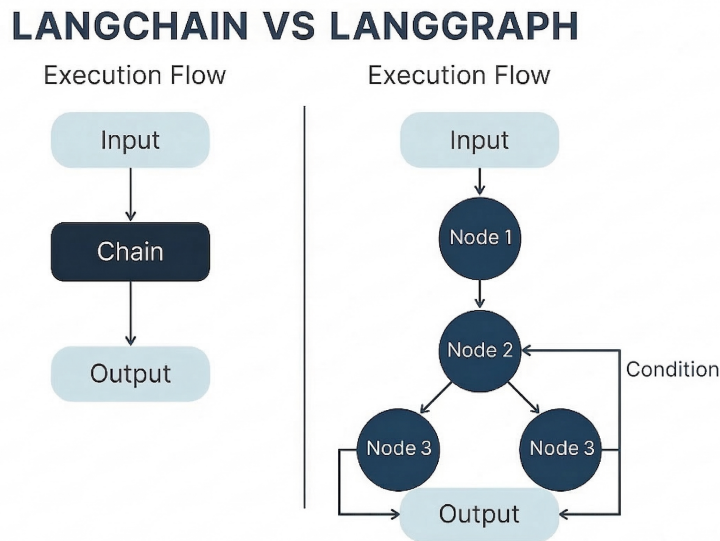 LANGCHAIN VS LANGGRAPH
Execution Flow
Input
Chain
Output
Execution Flow
Input
Node 1
Node 2
Condition
Node 3
Node 3
Output